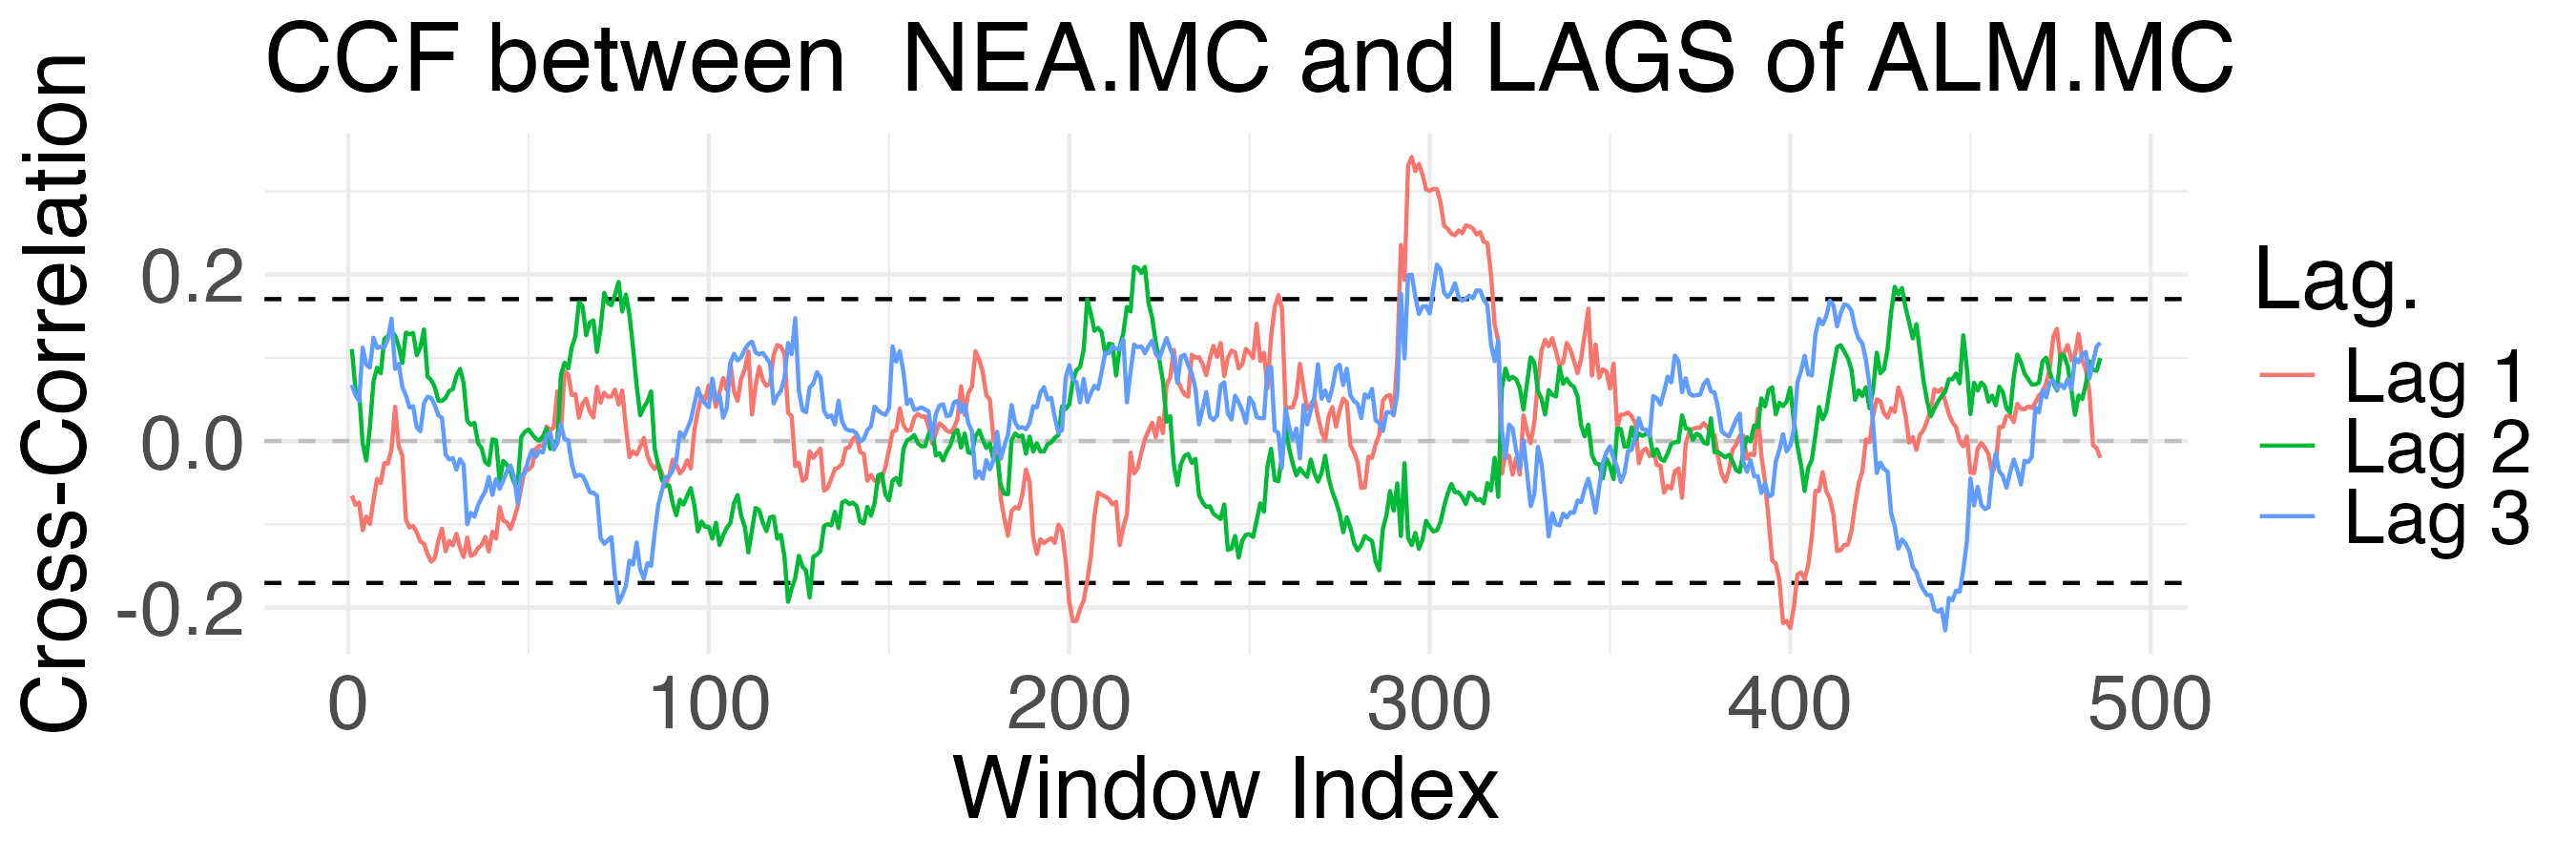 CCF between  NEA.MC and LAGS of ALM.MC
Cross-Correlation
0.2
0.0
-0.2
0 100 200 300 400 500
Window Index
Lag.
Lag 1
Lag 2
Lag 3